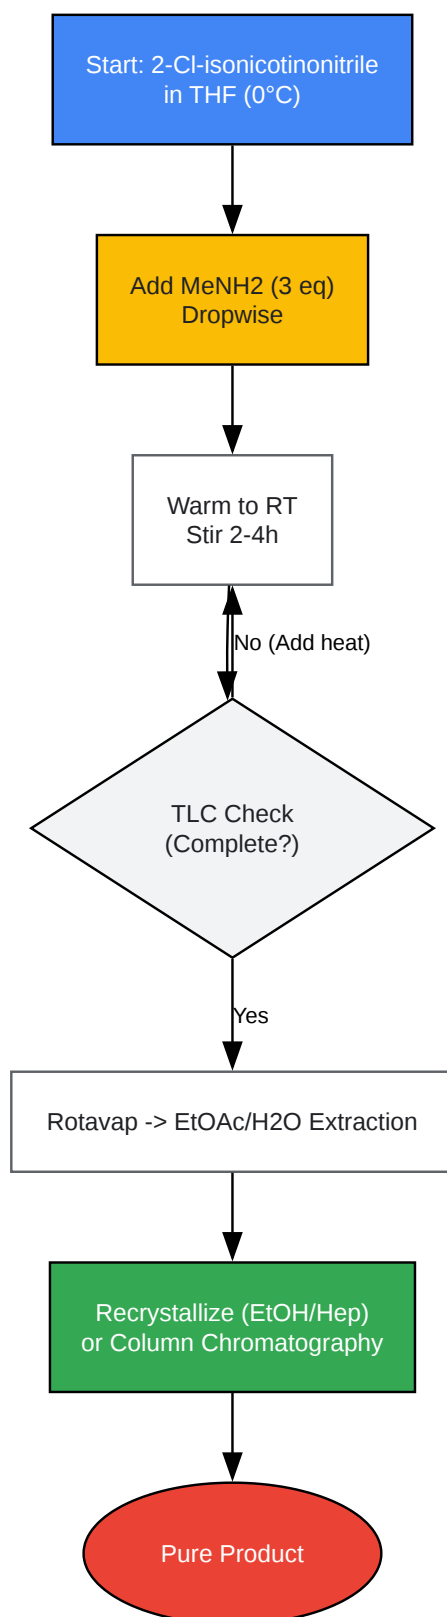 Start: 2-Cl-isonicotinonitrile
in THF (0°C)
Add MeNH2 (3 eq)
Dropwise
Warm to RT
Stir 2-4h
No (Add heat)
TLC Check
(Complete?)
Yes
Rotavap -> EtOAc/H2O Extraction
Recrystallize (EtOH/Hep)
or Column Chromatography
Pure Product